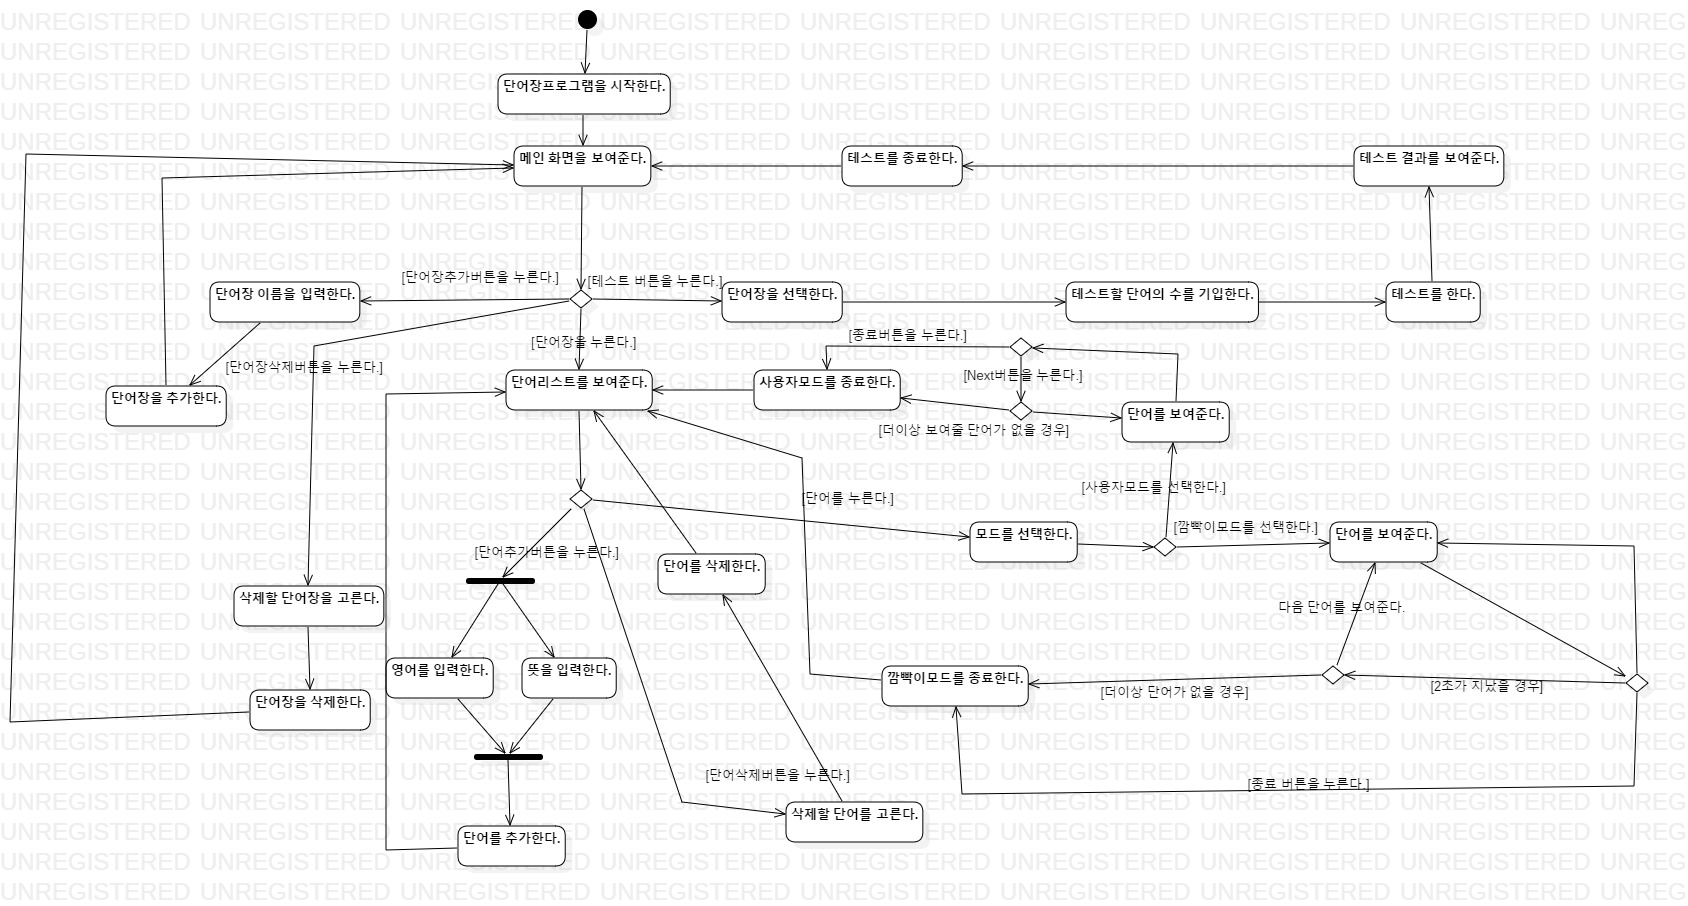 단어장프로그램을 시작한다.
메인 화면을 보여준다.
테스트를 종료한다.
테스트 결과를 보여준다.
[단어장추가버튼을 누른다.]
[테스트 버튼을 누른다.]
단어장 이름을 입력한다.
단어장을 선택한다.
테스트할 단어의 수를 기입한다.
테스트를 한다.
[단어장을 누른다.]
[종료버튼을 누른다.]
[단어장삭제버튼을 누른다.]
[Next버튼을 누른다.]
단어장을 추가한다.
단어리스트를 보여준다.
사용자모드를 종료한다.
단어를 보여준다.
[더이상 보여줄 단어가 없을 경우]
[사용자모드를 선택한다.]
[단어를 누른다.]
모드를 선택한다.
[깜빡이모드를 선택한다.]
단어를 보여준다.
[단어추가버튼을 누른다.]
단어를 삭제한다.
삭제할 단어장을 고른다.
다음 단어를 보여준다.
영어를 입력한다.
뜻을 입력한다.
깜빡이모드를 종료한다.
[더이상 단어가 없을 경우]
[2초가 지났을 경우]
단어장을 삭제한다.
[단어삭제버튼을 누른다.]
[종료 버튼을 누른다.]
삭제할 단어를 고른다.
단어를 추가한다.
UNREGISTERED